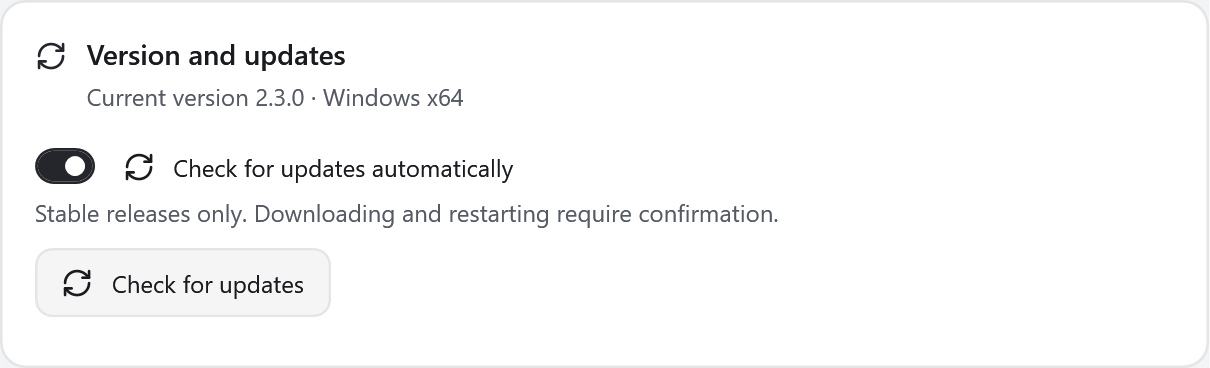 Version and updates
Current version 2.3.0 · Windows x64
Check for updates automatically
Stable releases only. Downloading and restarting require confirmation.
Check for updates